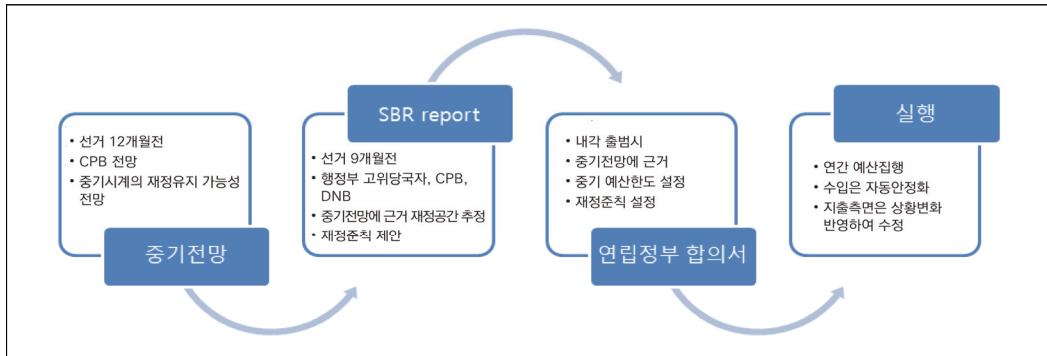 • 선거 12개월전
• CPB 전망
• 중기시계의 재정유지 가능성
전망
중기전망
SBR report
• 선거 9개월전
• 행정부 고위당국자, CPB,
DNB
• 중기전망에 근거 재정공간 추정
• 재정준칙 제안
• 내각 출범시
• 중기전망에 근거
• 중기 예산한도 설정
• 재정준칙 설정
연립정부 합의서
실행
• 연간 예산집행
• 수입은 자동안정화
• 지출측면은 상황변화
반영하여 수정